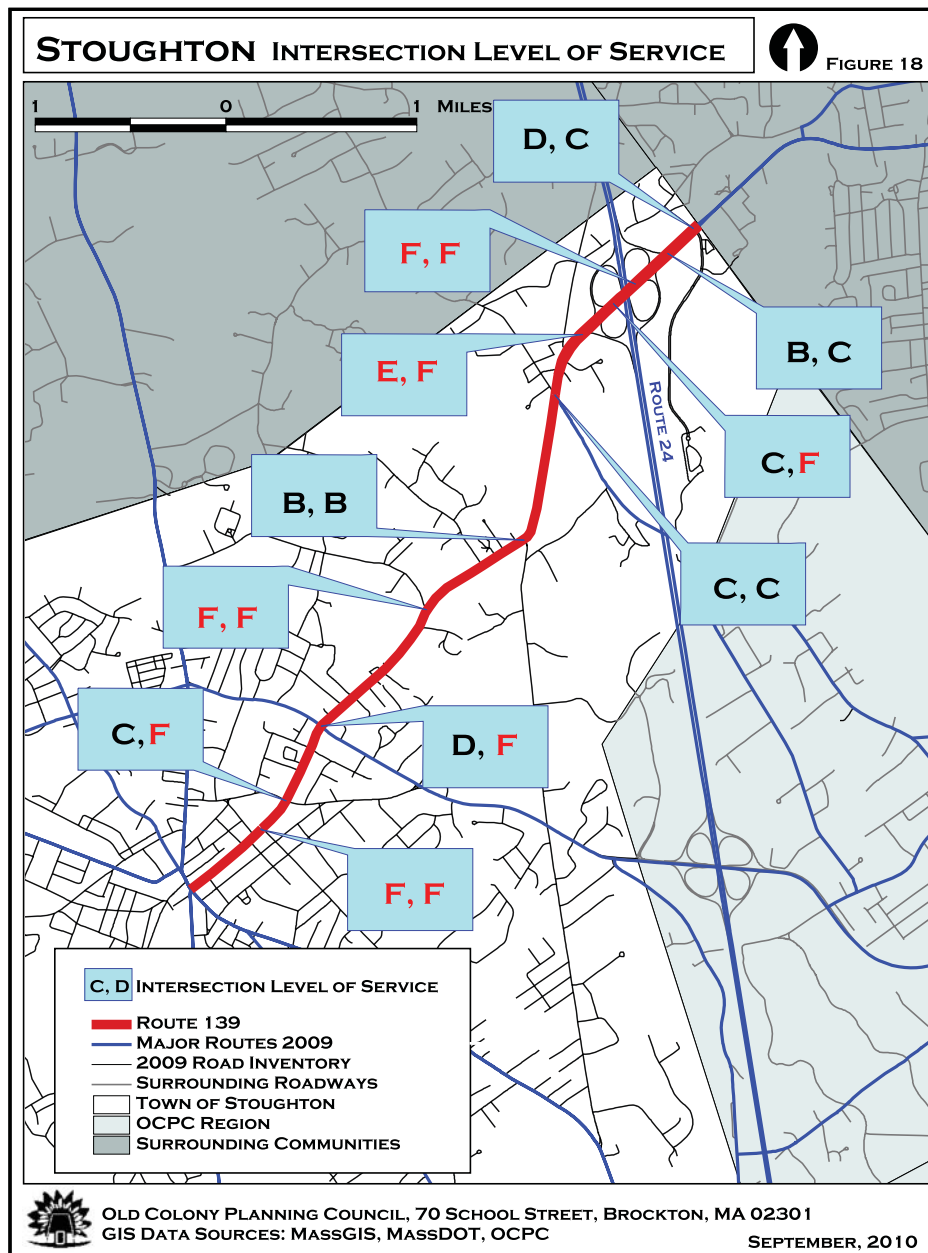 STOUGHTON INTERSECTION LEVEL OF SERVICE
FIGURE 18
1 0 1 MILES
D, C
F, F
E, F
B, C
ROUTE 24
C, F
B, B
C, C
F, F
C, F
D, F
F, F
C, D INTERSECTION LEVEL OF SERVICE
ROUTE 139
MAJOR ROUTES 2009
2009 ROAD INVENTORY
SURROUNDING ROADWAYS
TOWN OF STOUGHTON
OCPC REGION
SURROUNDING COMMUNITIES
OLD COLONY PLANNING COUNCIL, 70 SCHOOL STREET, BROCKTON, MA 02301
GIS DATA SOURCES: MASSGIS, MASSDOT, OCPC
SEPTEMBER, 2010